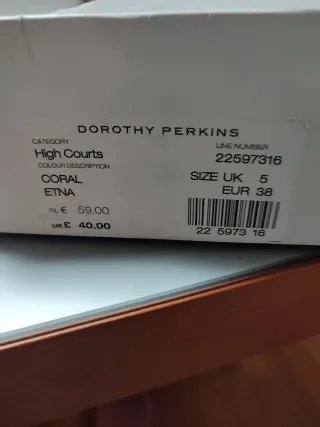 DOROTHY PERKINS
CATEGORY
High Courts
COLOUR DESCRIPTION
CORAL
ETNA
LINE NUMBER
22597316
SIZE UK 5
EUR 38
RL € 59.00
UK £ 40.00
22 5973 16